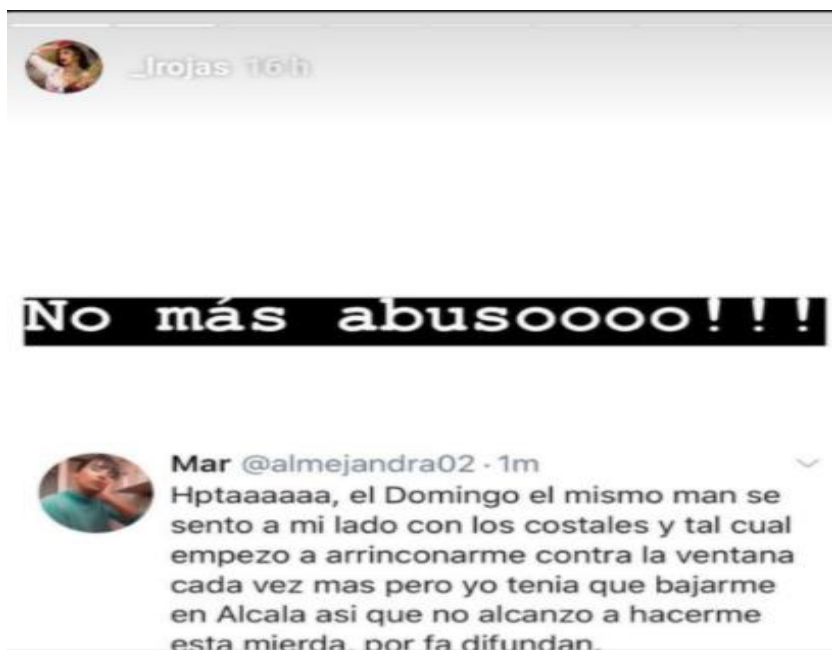 _lrojas 16 h
No más abusoooo!!!
Mar @almejandra02 · 1m
Hptaaaaaa, el Domingo el mismo man se
sento a mi lado con los costales y tal cual
empezo a arrinconarme contra la ventana
cada vez mas pero yo tenia que bajarme
en Alcala asi que no alcanzo a hacerme
esta mierda, por fa difundan.